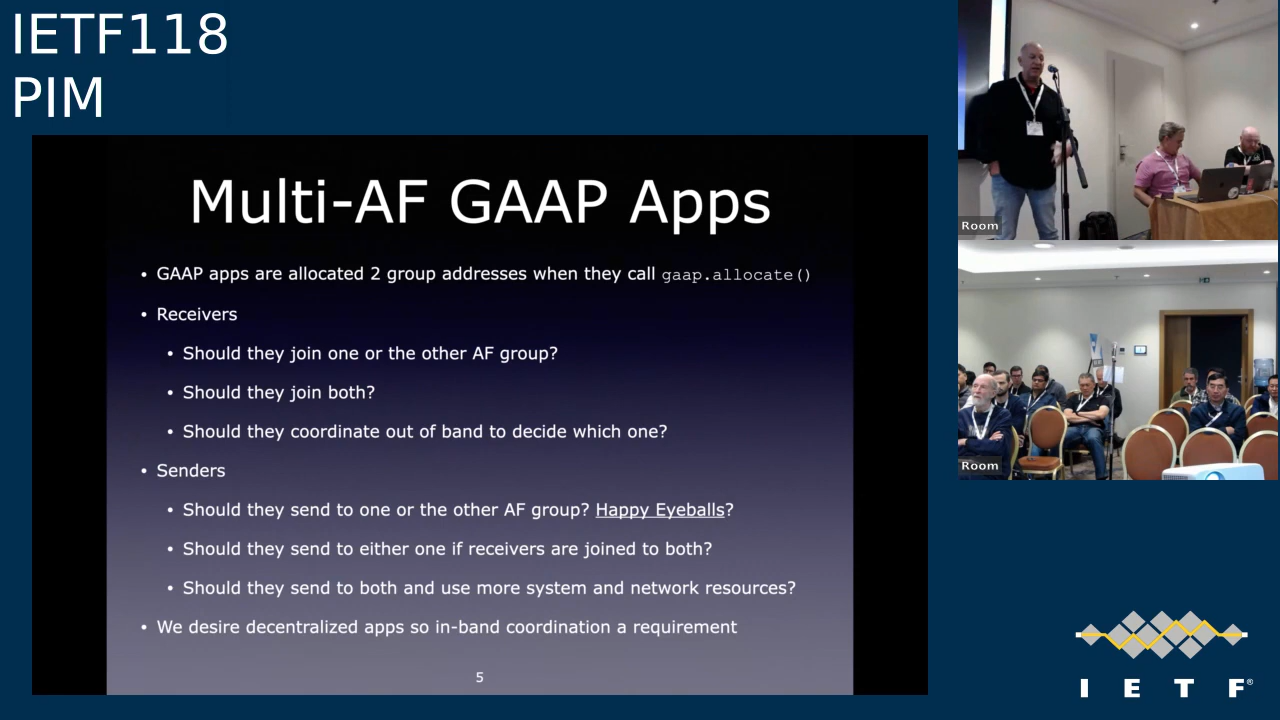 IETF118
PIM
Multi-AF GAAP Apps
• GAAP apps are allocated 2 group addresses when they call gaap.allocate()
• Receivers
• Should they join one or the other AF group?
• Should they join both?
• Should they coordinate out of band to decide which one?
• Senders
• Should they send to one or the other AF group? Happy Eyeballs?
• Should they send to either one if receivers are joined to both?
• Should they send to both and use more system and network resources?
• We desire decentralized apps so in-band coordination a requirement
5
Room
Room
I E T F®